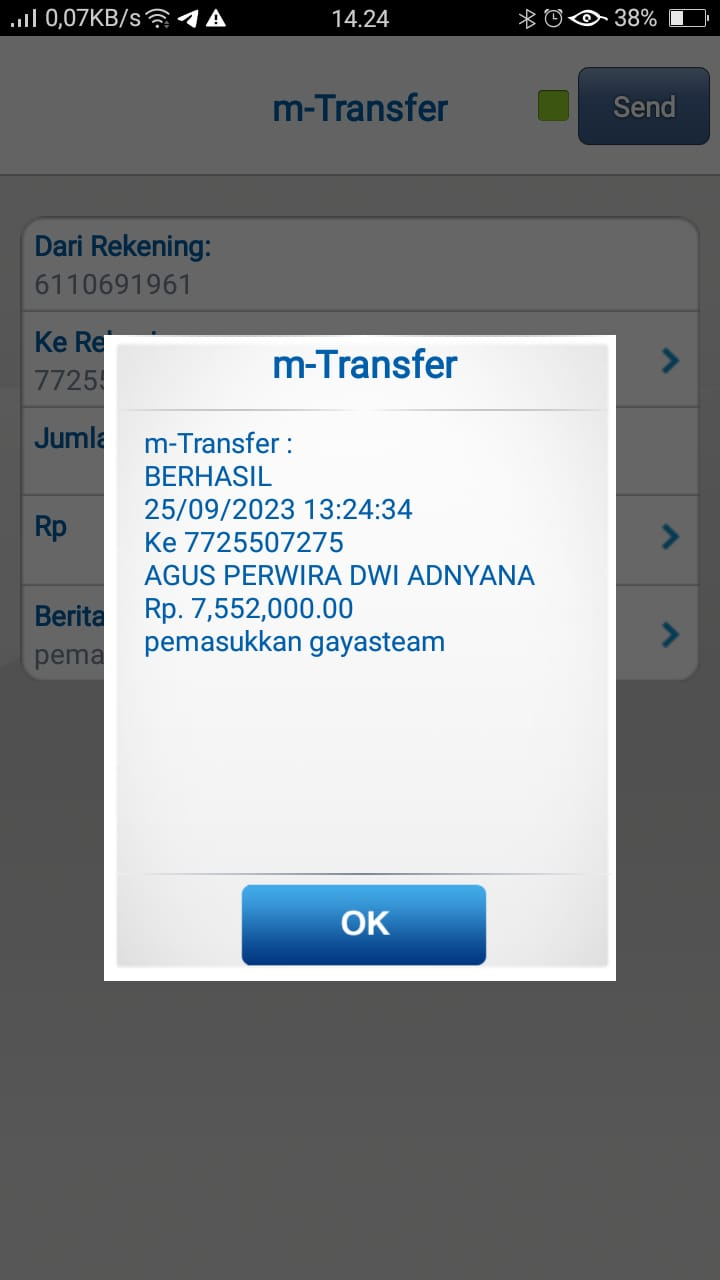 0,07KB/s 14.24 38%
m-Transfer
Send
Dari Rekening:
6110691961
Ke
Rp
m-Transfer
m-Transfer :
BERHASIL
25/09/2023 13:24:34
Ke 7725507275
AGUS PERWIRA DWI ADNYANA
Rp. 7,552,000.00
pemasukkan gayasteam
OK